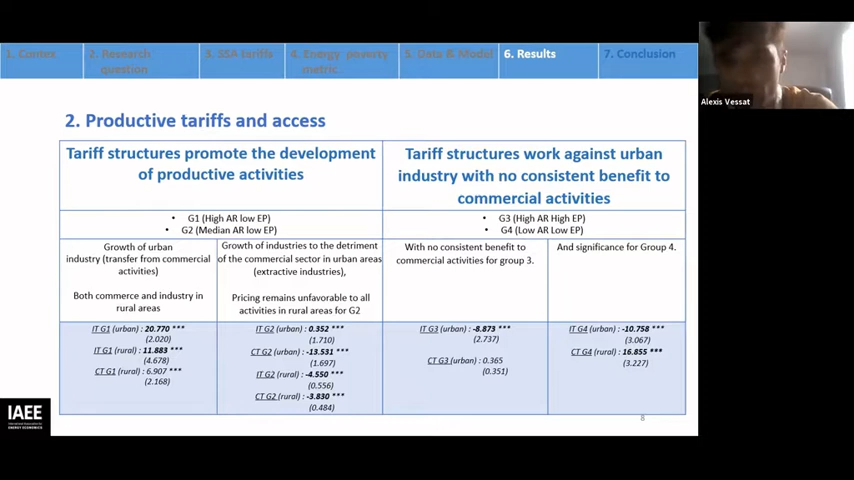 1. Contex
2. Research
question
3. SSA tariffs
4. Energy poverty
metric.
5. Data & Model
6. Results
7. Conclusion
Alexis Vessat
2. Productive tariffs and access
Tariff structures promote the development
of productive activities
Tariff structures work against urban
industry with no consistent benefit to
commercial activities
• G1 (High AR low EP)
• G2 (Median AR low EP)
• G3 (High AR High EP)
• G4 (Low AR Low EP)
Growth of urban
industry (transfer from commercial
activities)
Both commerce and industry in
rural areas
Growth of industries to the detriment
of the commercial sector in urban areas
(extractive industries),
Pricing remains unfavorable to all
activities in rural areas for G2
With no consistent benefit to
commercial activities for group 3.
And significance for Group 4.
IT G1 (urban) : 20.770 ***
(2.020)
IT G1 (rural) : 11.883 ***
(4.678)
CT G1 (rural) : 6.907 ***
(2.168)
IT G2 (urban) : 0.352 ***
(1.710)
CT G2 (urban) : -13.531 ***
(1.697)
IT G2 (rural) : -4.550 ***
(0.556)
CT G2 (rural) : -3.830 ***
(0.484)
IT G3 (urban) : -8.873 ***
(2.737)
CT G3 (urban) : 0.365
(0.351)
IT G4 (urban) : -10.758 ***
(3.067)
CT G4 (rural) : 16.855 ***
(3.227)
8
IAEE